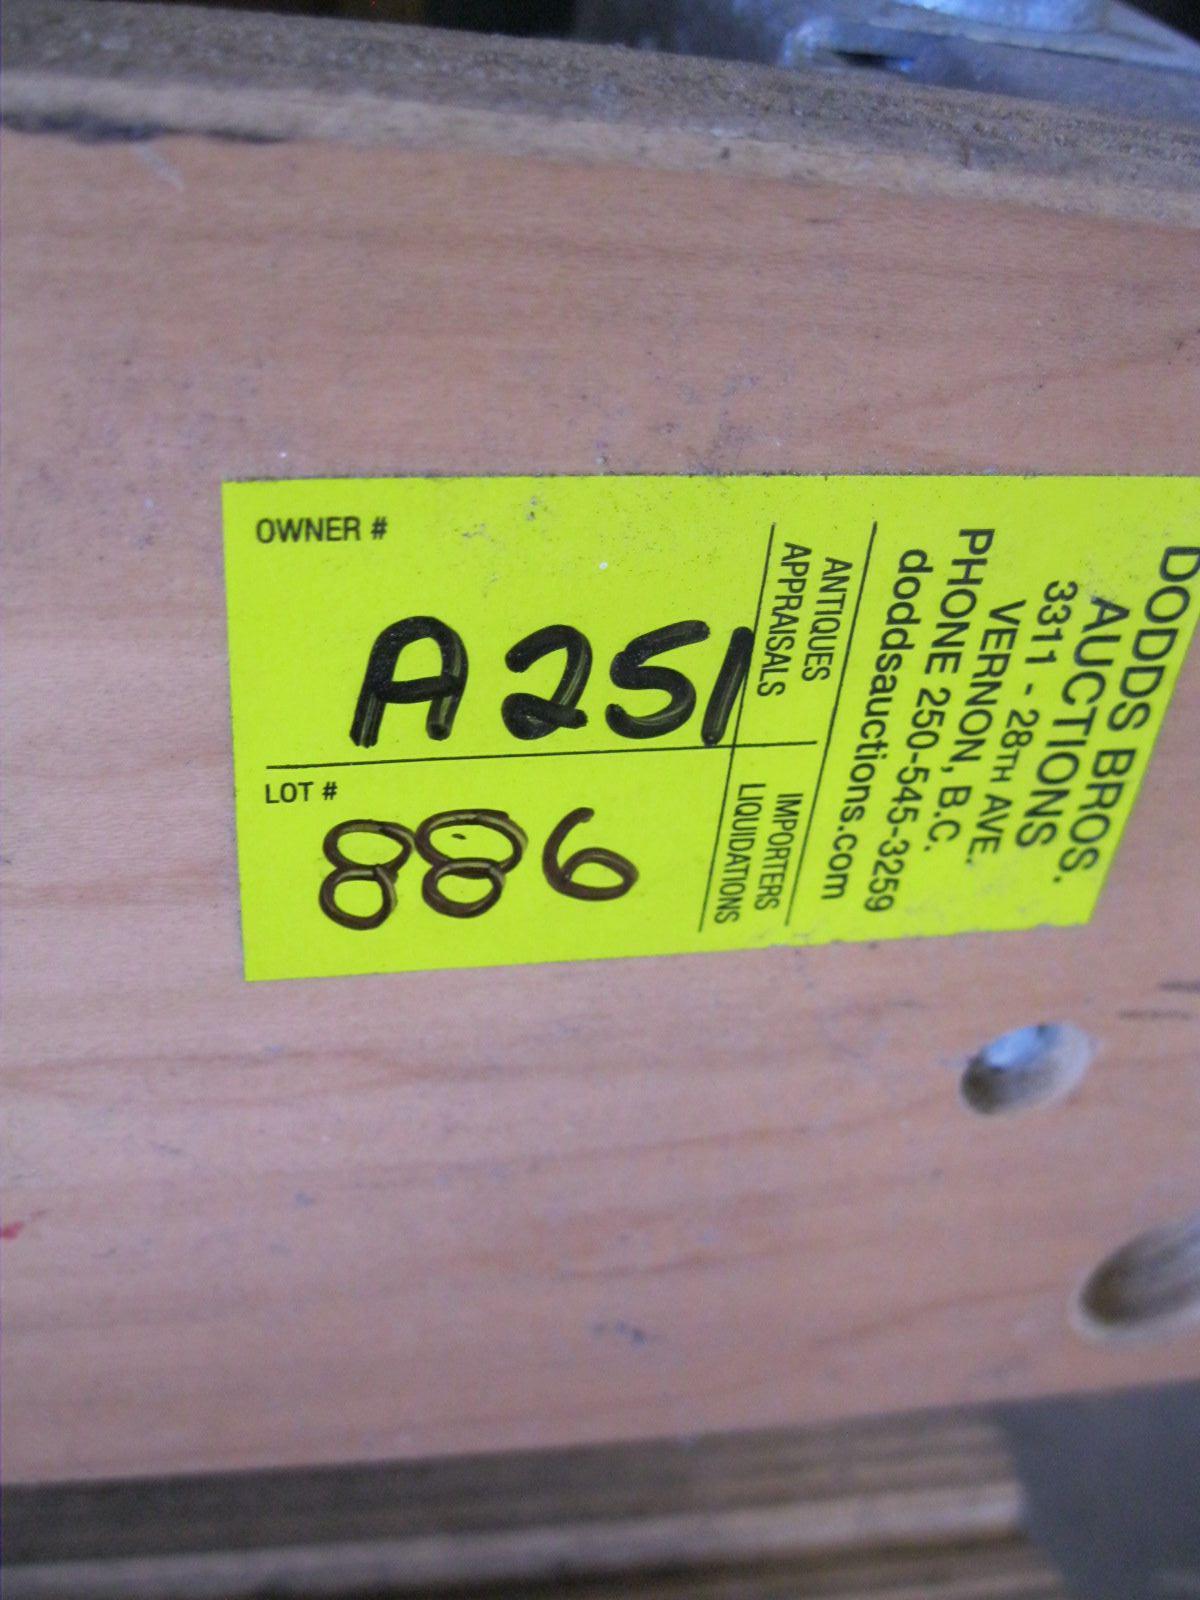 OWNER #
A251
LOT #
886
DODDS BROS.
AUCTIONS
3311 - 28TH AVE.
VERNON, B.C.
PHONE 250-545-3259
doddsauctions.com
ANTIQUES
APPRAISALS
IMPORTERS
LIQUIDATIONS